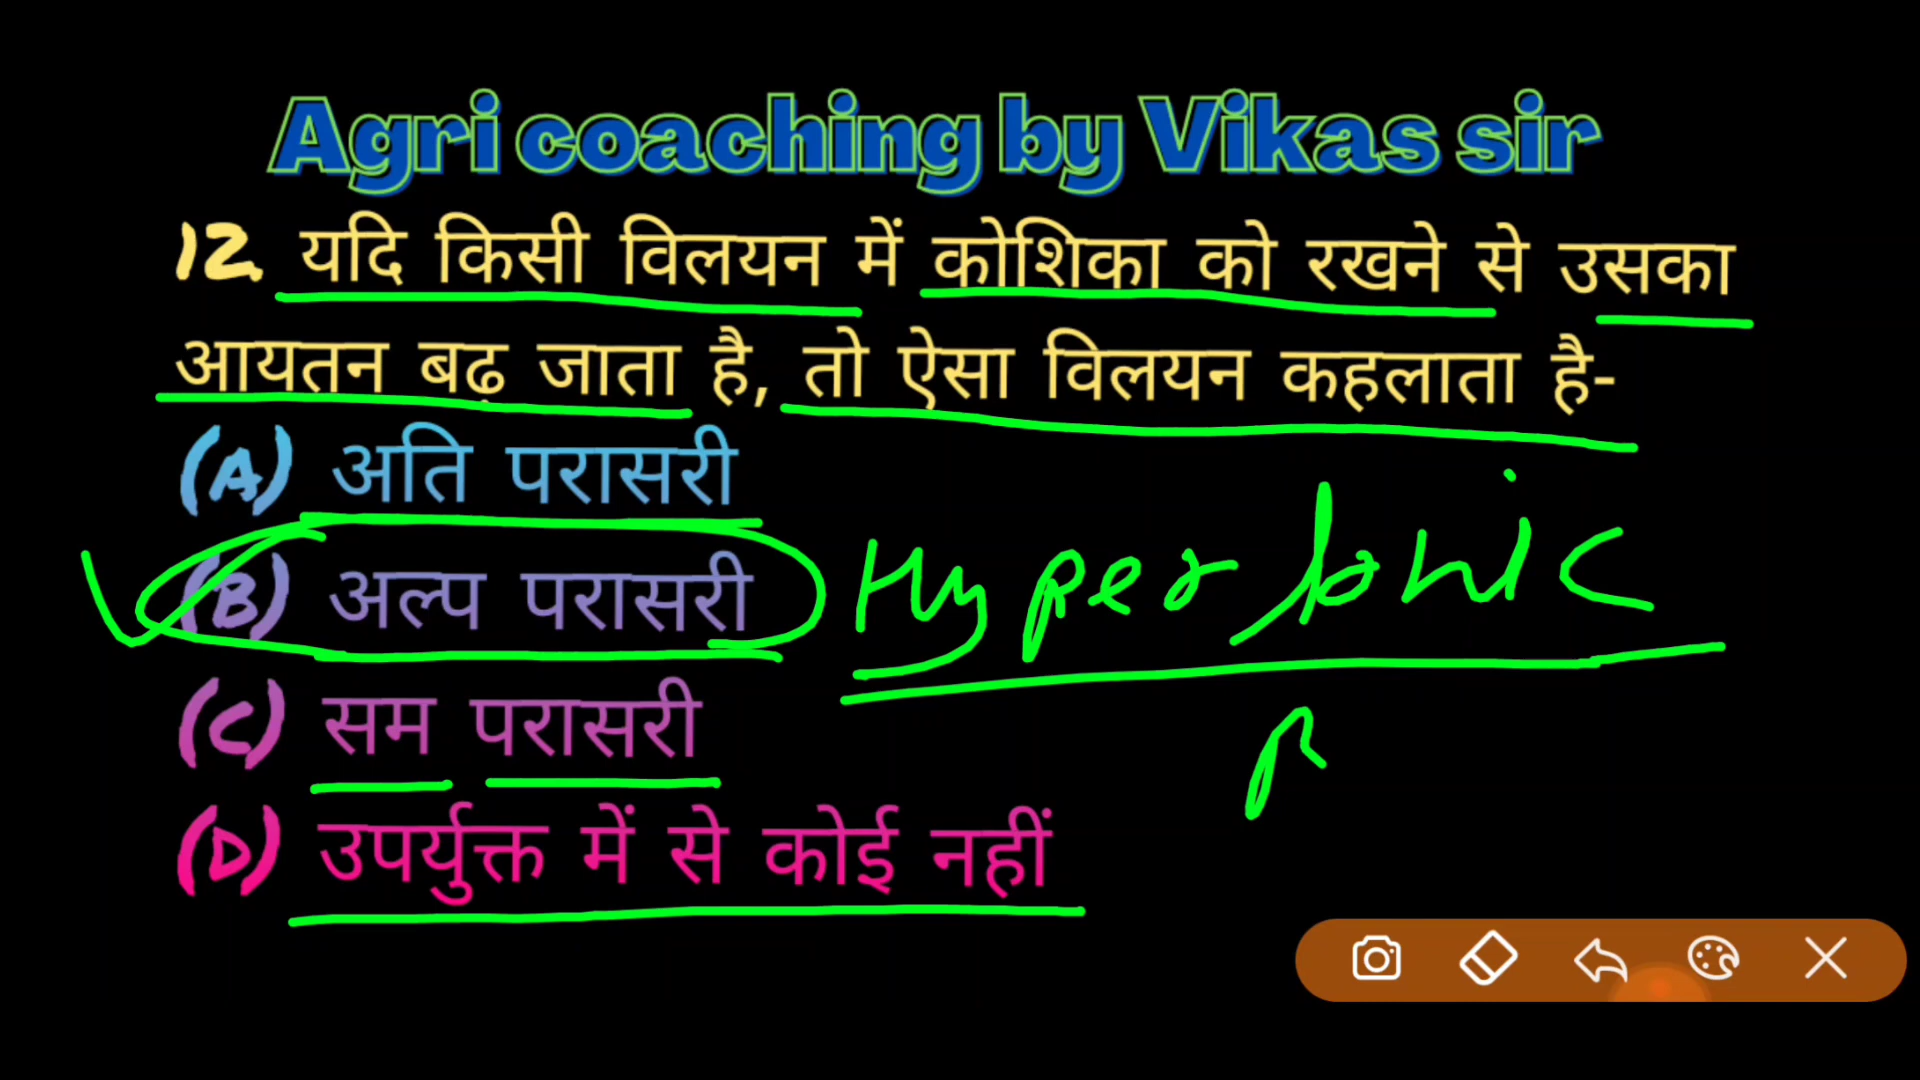 Agri coaching by Vikas sir
12. यदि किसी विलयन में कोशिका को रखने से उसका
आयतन बढ़ जाता है, तो ऐसा विलयन कहलाता है-
(A) अति परासरी
(B) अल्प परासरी
Hypertonic
(C) सम परासरी
(D) उपर्युक्त में से कोई नहीं